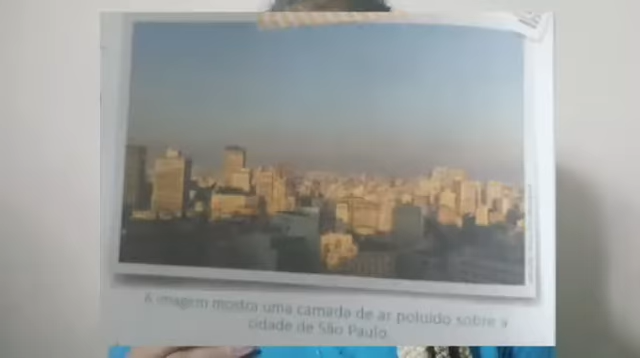 A imagem mostra uma camada de ar poluído sobre a
cidade de São Paulo